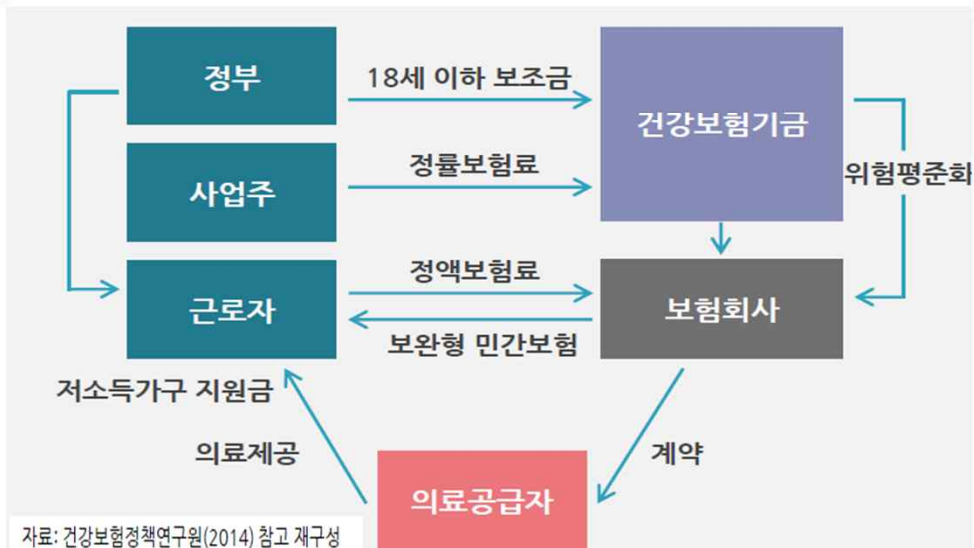 정부
18세 이하 보조금
건강보험기금
사업주
정률보험료
위험평준화
근로자
정액보험료
보완형 민간보험
보험회사
저소득가구 지원금
의료제공
계약
의료공급자
자료: 건강보험정책연구원(2014) 참고 재구성